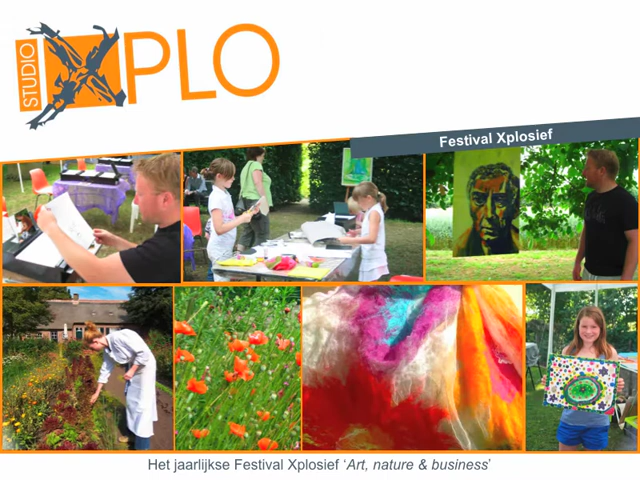 STUDIO
XPLO
Festival Xplosief
Het jaarlijkse Festival Xplosief ‘Art, nature & business’